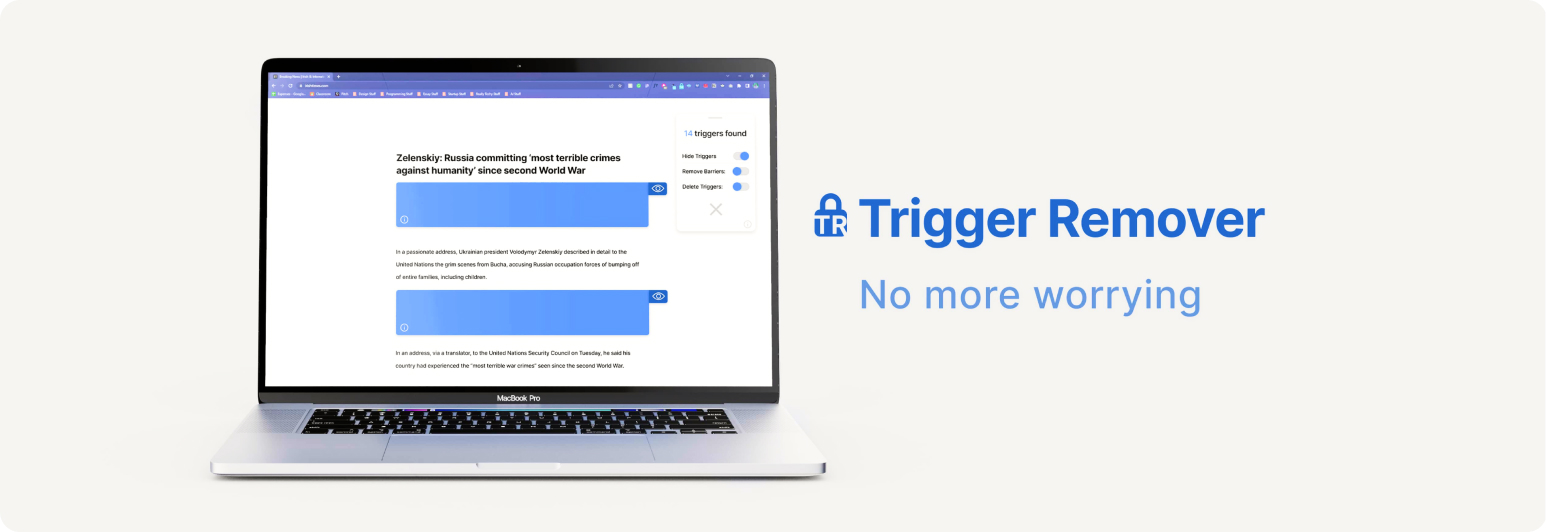 14 triggers found
Hide Triggers
Remove Barriers:
Delete Triggers:
Zelenskiy: Russia committing 'most terrible crimes
against humanity' since second World War
In a passionate address, Ukrainian president Volodymyr Zelenskiy described in detail to the
United Nations the grim scenes from Bucha, accusing Russian occupation forces of bumping off
of entire families, including children.
In an address, via a translator, to the United Nations Security Council on Tuesday, he said his
country had experienced the "most terrible war crimes" seen since the second World War.
MacBook Pro
TR Trigger Remover
No more worrying